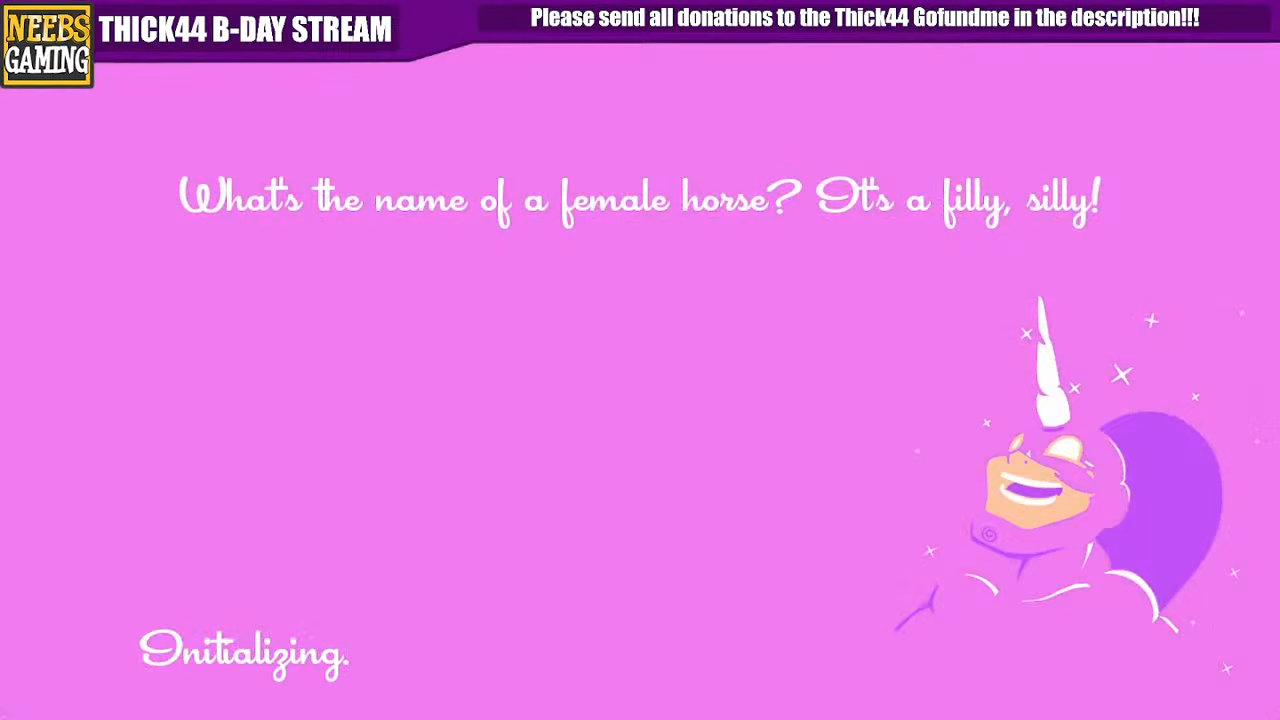 NEEBS
GAMING
THICK44 B-DAY STREAM
Please send all donations to the Thick44 Gofundme in the description!!!
What's the name of a female horse? It's a filly, silly!
Initializing.
©